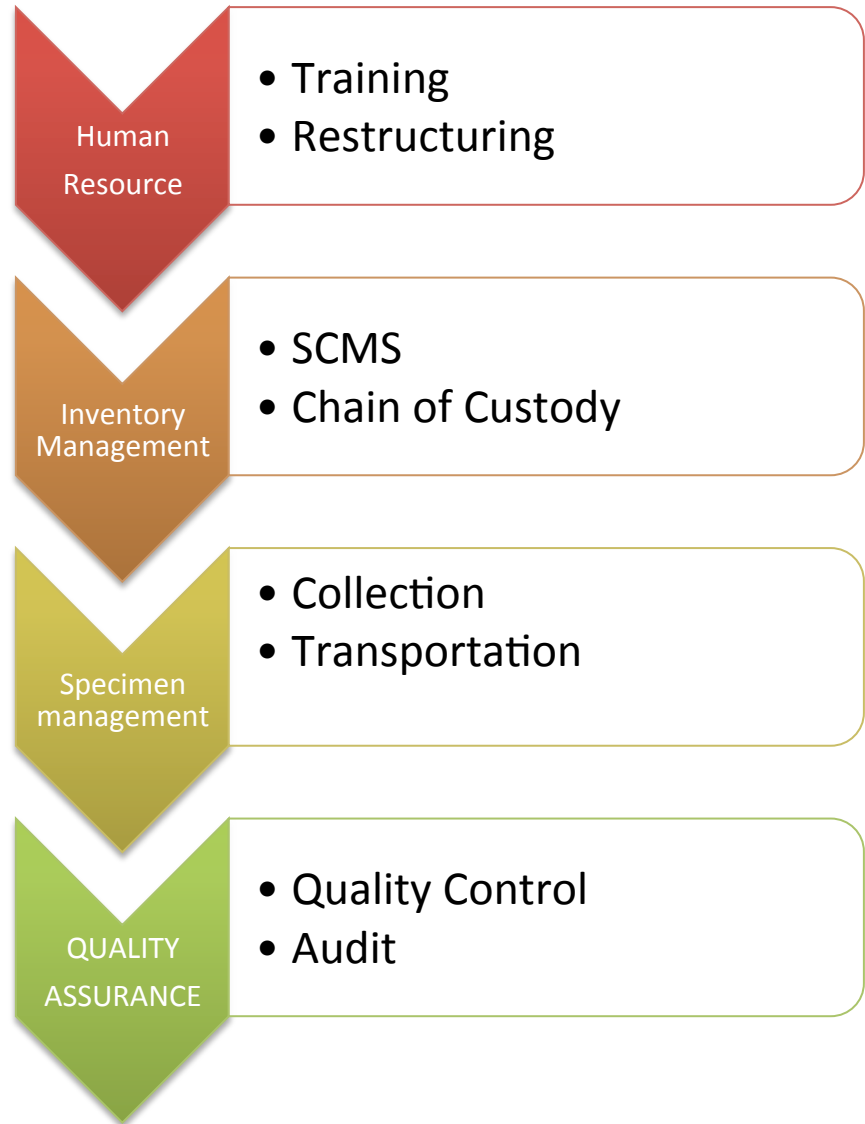 Human
Resource
• Training
• Restructuring
Inventory
Management
• SCMS
• Chain of Custody
Specimen
management
• Collection
• Transportation
QUALITY
ASSURANCE
• Quality Control
• Audit